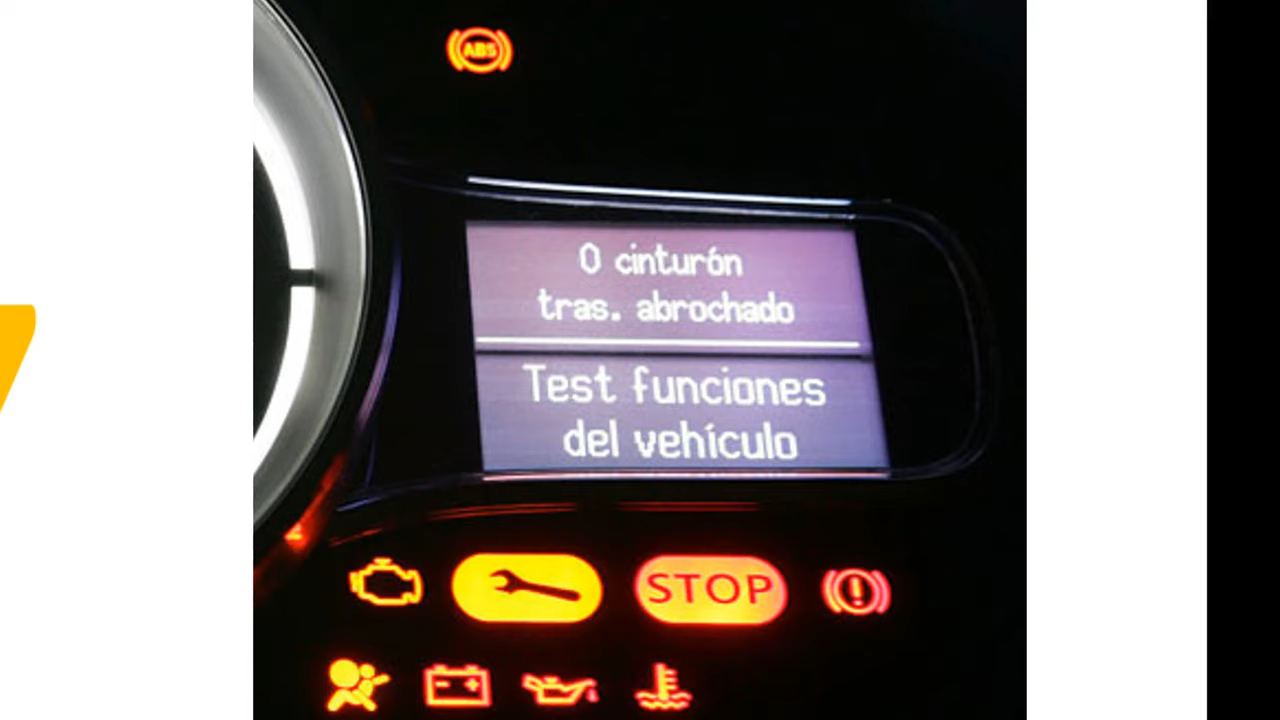 ABS
0 cinturón
tras. abrochado
Test funciones
del vehículo
STOP